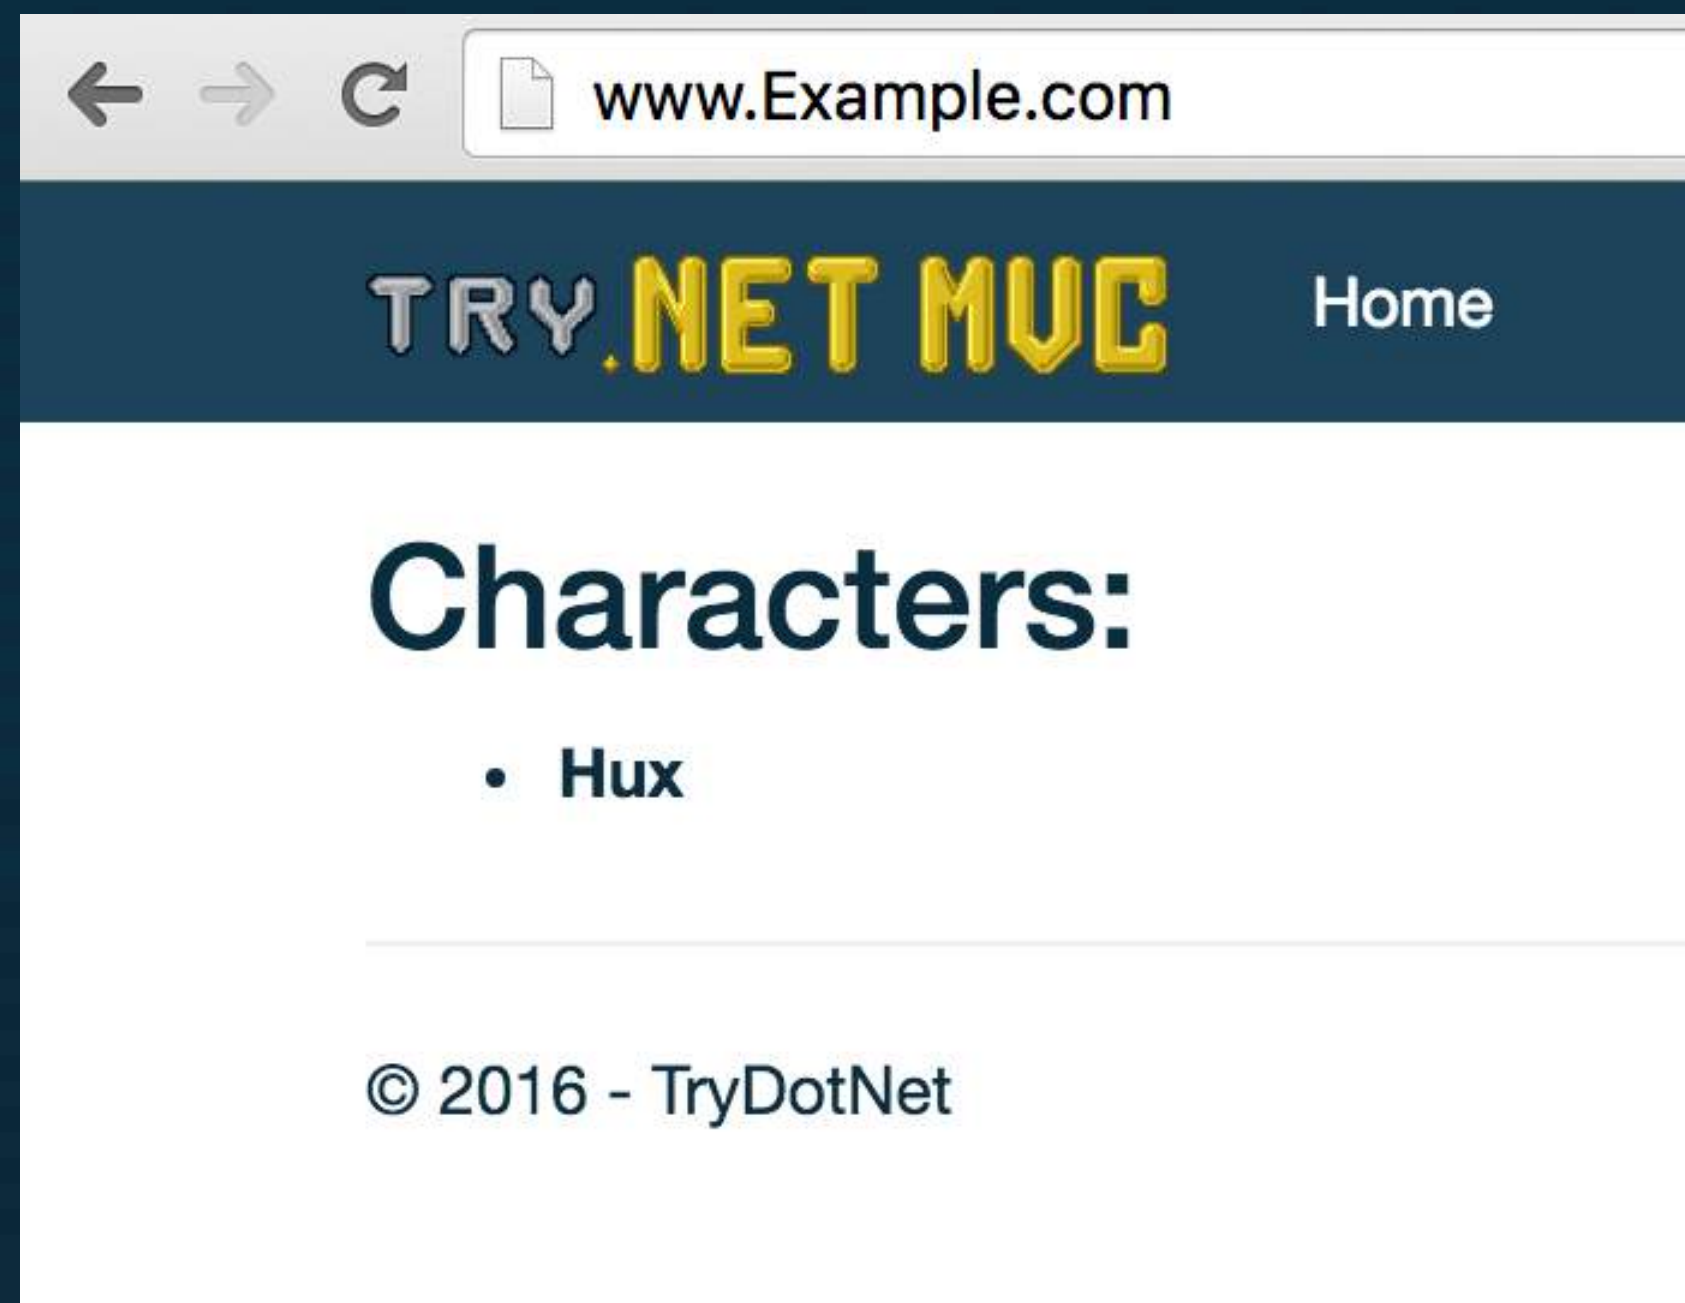 www.Example.com
TRY .NET MVC Home
Characters:
• Hux
© 2016 - TryDotNet